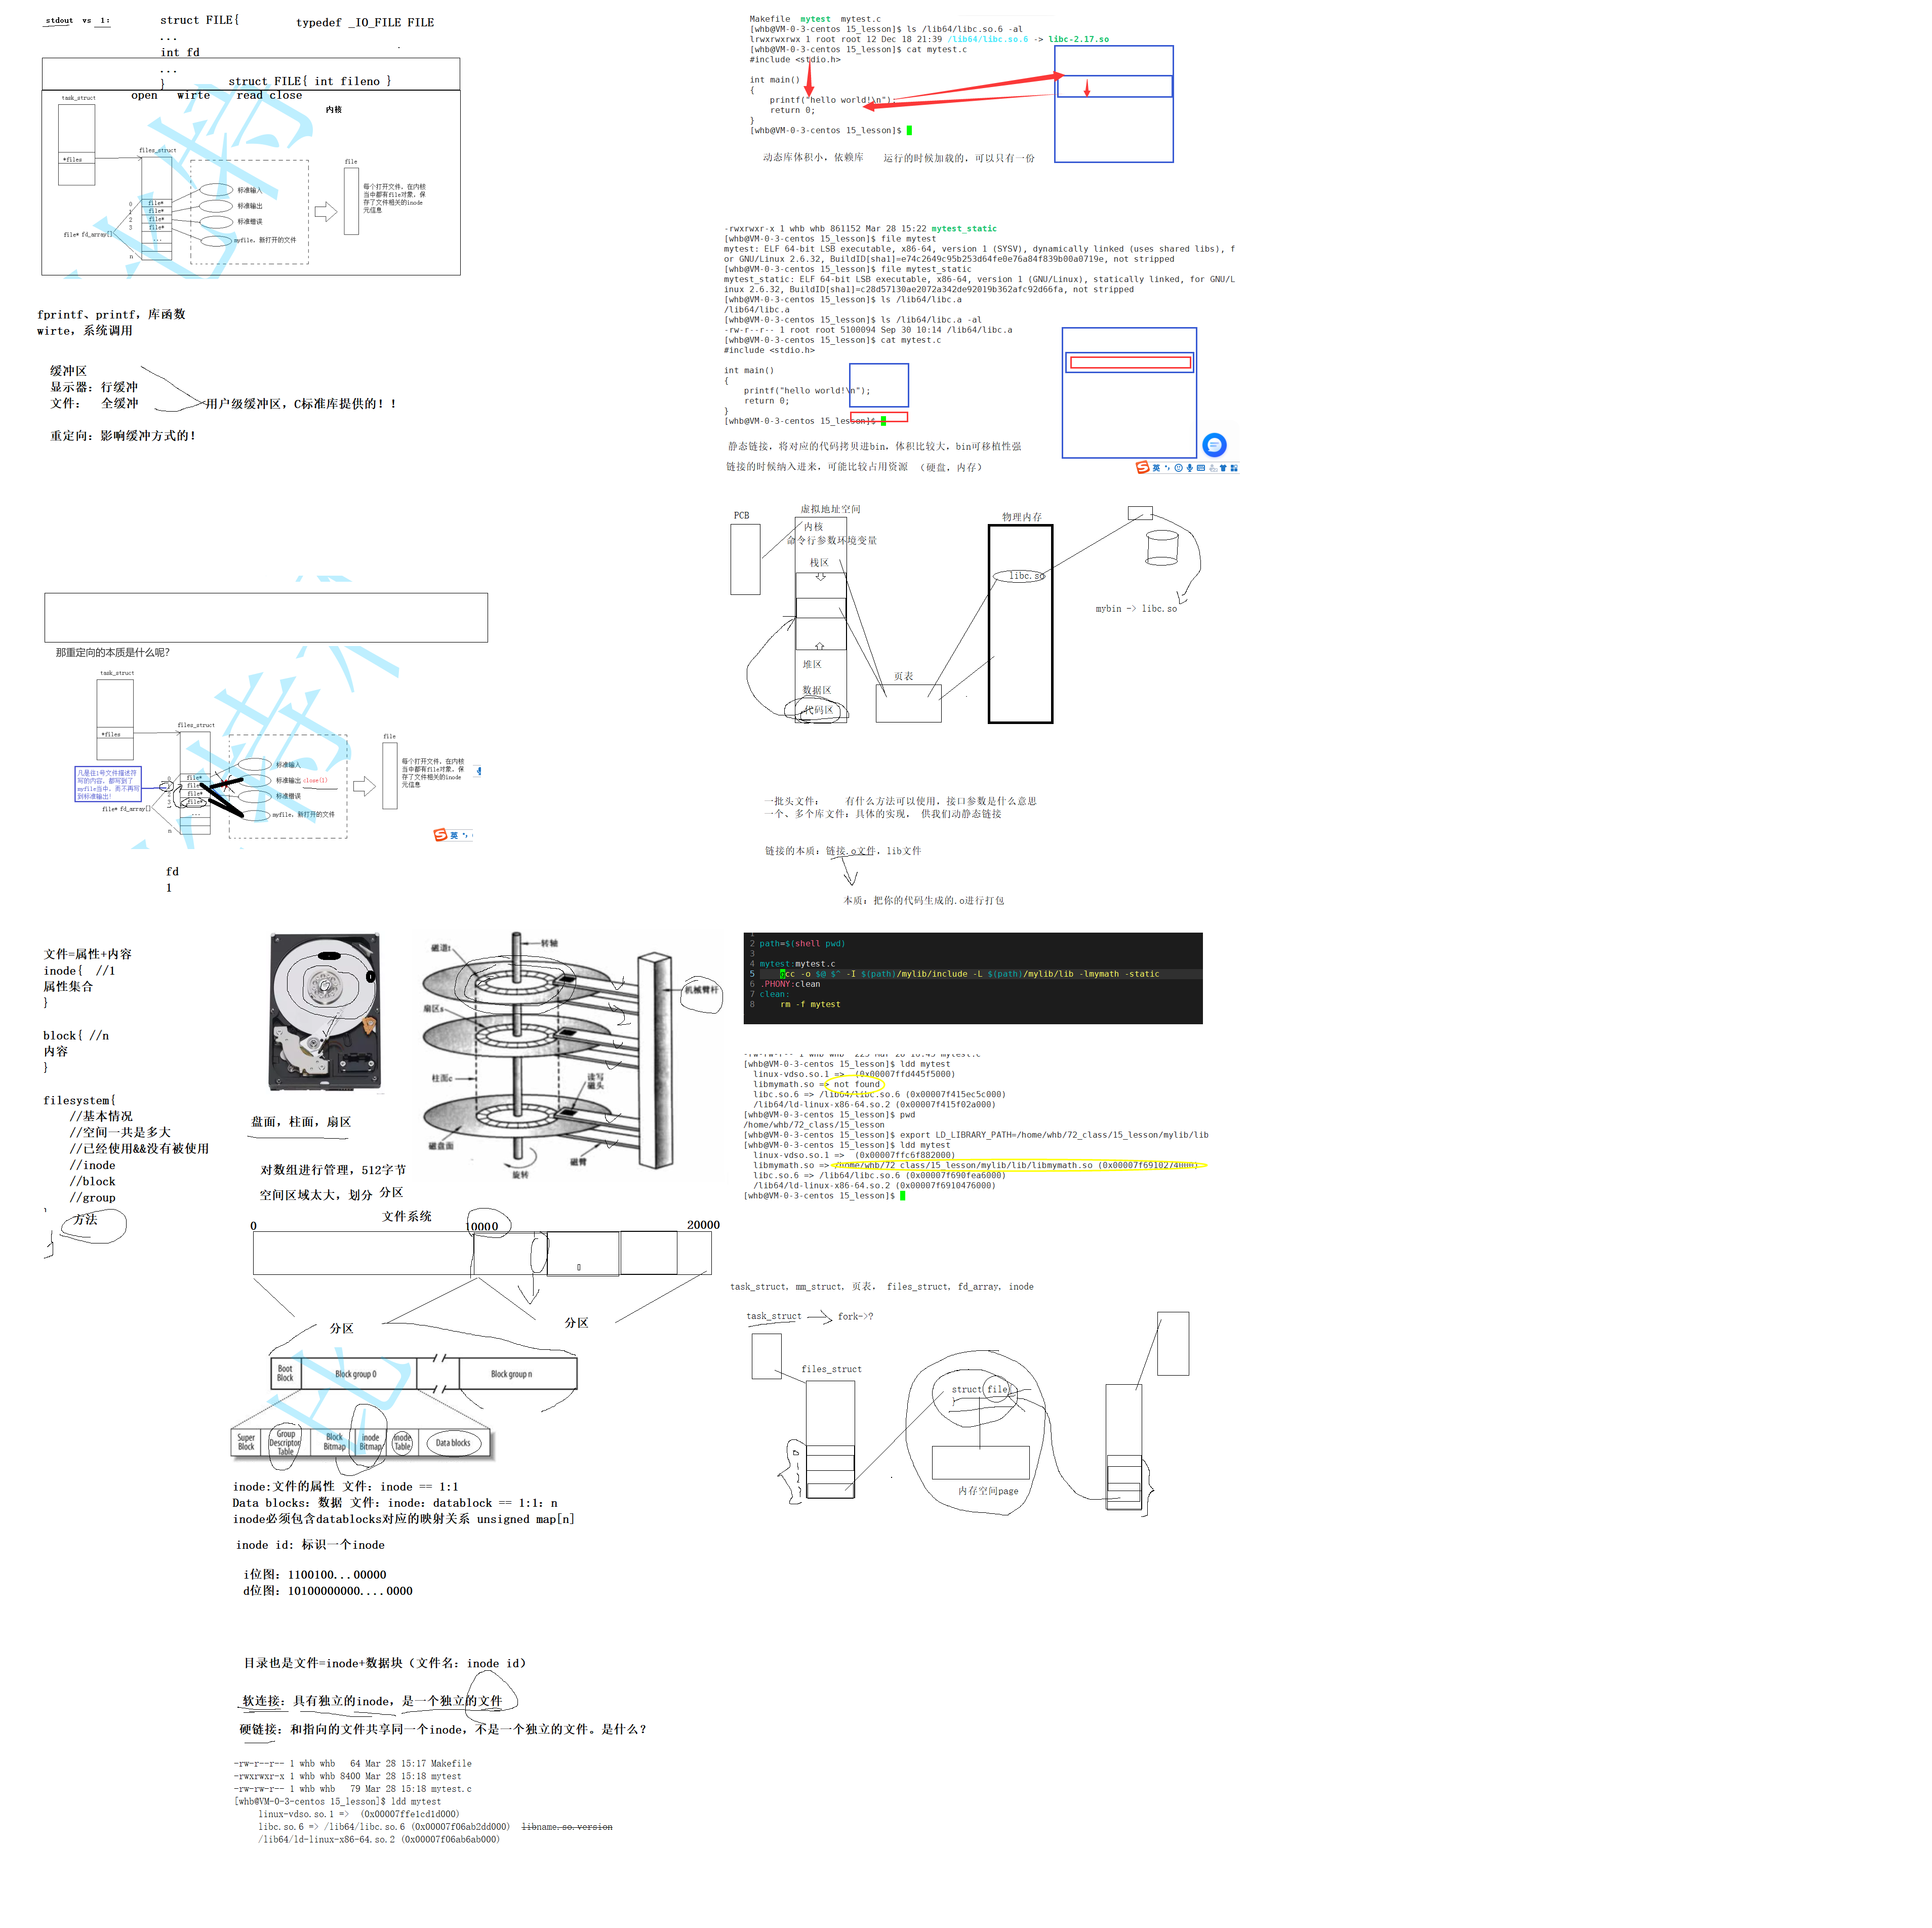 stdout vs 1:
struct FILE{
...
int fd
...
}
typedef _IO_FILE FILE
struct FILE{ int fileno }
open wirte read close
内核
task_struct
*files
files_struct
file* fd_array[]
0
1
2
3
n
file*
file*
file*
file*
...
标准输入
标准输出
标准错误
myfile，新打开的文件
file
每个打开文件，在内核
当中都有file对象，保
存了文件相关的inode
元信息
fprintf、printf，库函数
wirte，系统调用
缓冲区
显示器：行缓冲
文件： 全缓冲
用户级缓冲区，C标准库提供的！！
重定向：影响缓冲方式的！
那重定向的本质是什么呢？
task_struct
*files
files_struct
凡是往1号文件描述符
写的内容，都写到了
myfile当中，而不再写
到标准输出！
file* fd_array[]
0
2
3
n
file*
file*
file*
file*
...
标准输入
标准输出 close(1)
标准错误
myfile，新打开的文件
file
每个打开文件，在内核
当中都有file对象，保
存了文件相关的inode
元信息
英
fd
1
文件=属性+内容
inode{ //1
属性集合
}
block{ //n
内容
}
filesystem{
//基本情况
//空间一共是多大
//已经使用&&没有被使用
//inode
//block
//group
方法
}
磁道t
转轴
扇区s
机械臂杆
柱面c
读写
磁头
磁盘面
磁臂
旋转
盘面，柱面，扇区
对数组进行管理，512字节
空间区域太大，划分 分区
文件系统
0
10000
20000
分区
分区
Boot
Block
Block group 0
Block group n
Super
Block
Group
Descriptor
Table
Block
Bitmap
inode
Bitmap
inode
Table
Data blocks
inode:文件的属性 文件：inode == 1:1
Data blocks：数据 文件：inode：datablock == 1:1：n
inode必须包含datablocks对应的映射关系 unsigned map[n]
inode id: 标识一个inode
i位图：1100100...00000
d位图：10100000000....0000
目录也是文件=inode+数据块（文件名：inode id）
软连接：具有独立的inode，是一个独立的文件
硬链接：和指向的文件共享同一个inode，不是一个独立的文件。是什么？
-rw-r--r-- 1 whb whb 64 Mar 28 15:17 Makefile
-rwxrwxr-x 1 whb whb 8400 Mar 28 15:18 mytest
-rw-rw-r-- 1 whb whb 79 Mar 28 15:18 mytest.c
[whb@VM-0-3-centos 15_lesson]$ ldd mytest
linux-vdso.so.1 => (0x00007ffe1cd1d000)
libc.so.6 => /lib64/libc.so.6 (0x00007f06ab2dd000) libname.so.version
/lib64/ld-linux-x86-64.so.2 (0x00007f06ab6ab000)
Makefile mytest mytest.c
[whb@VM-0-3-centos 15_lesson]$ ls /lib64/libc.so.6 -al
lrwxrwxrwx 1 root root 12 Dec 18 21:39 /lib64/libc.so.6 -> libc-2.17.so
[whb@VM-0-3-centos 15_lesson]$ cat mytest.c
#include <stdio.h>
int main()
{
printf("hello world!\n");
return 0;
}
[whb@VM-0-3-centos 15_lesson]$
动态库体积小，依赖库 运行的时候加载的，可以只有一份
-rwxrwxr-x 1 whb whb 861152 Mar 28 15:22 mytest_static
[whb@VM-0-3-centos 15_lesson]$ file mytest
mytest: ELF 64-bit LSB executable, x86-64, version 1 (SYSV), dynamically linked (uses shared libs), f
or GNU/Linux 2.6.32, BuildID[sha1]=e74c2649c95b253d64fe0e76a84f839b00a0719e, not stripped
[whb@VM-0-3-centos 15_lesson]$ file mytest_static
mytest_static: ELF 64-bit LSB executable, x86-64, version 1 (GNU/Linux), statically linked, for GNU/L
inux 2.6.32, BuildID[sha1]=c28d57130ae2072a342de92019b362afc92d66fa, not stripped
[whb@VM-0-3-centos 15_lesson]$ ls /lib64/libc.a
/lib64/libc.a
[whb@VM-0-3-centos 15_lesson]$ ls /lib64/libc.a -al
-rw-r--r-- 1 root root 5100094 Sep 30 10:14 /lib64/libc.a
[whb@VM-0-3-centos 15_lesson]$ cat mytest.c
#include <stdio.h>
int main()
{
printf("hello world!\n");
return 0;
}
[whb@VM-0-3-centos 15_lesson]$
静态链接，将对应的代码拷贝进bin，体积比较大，bin可移植性强
链接的时候纳入进来，可能比较占用资源 （硬盘，内存）
英
PCB
虚拟地址空间
内核
命令行参数环境变量
栈区
堆区
数据区
代码区
页表
物理内存
libc.so
mybin -> libc.so
一批头文件： 有什么方法可以使用，接口参数是什么意思
一个、多个库文件：具体的实现， 供我们动静态链接
链接的本质：链接.o文件，lib文件
本质：把你的代码生成的.o进行打包
1
2 path=$(shell pwd)
3
4 mytest:mytest.c
5 gcc -o $@ $^ -I $(path)/mylib/include -L $(path)/mylib/lib -lmymath -static
6 .PHONY:clean
7 clean:
8 rm -f mytest
-rw-rw-r-- 1 whb whb 223 Mar 28 16:45 mytest.c
[whb@VM-0-3-centos 15_lesson]$ ldd mytest
linux-vdso.so.1 => (0x00007ffd445f5000)
libmymath.so => not found
libc.so.6 => /lib64/libc.so.6 (0x00007f415ec5c000)
/lib64/ld-linux-x86-64.so.2 (0x00007f415f02a000)
[whb@VM-0-3-centos 15_lesson]$ pwd
/home/whb/72_class/15_lesson
[whb@VM-0-3-centos 15_lesson]$ export LD_LIBRARY_PATH=/home/whb/72_class/15_lesson/mylib/lib
[whb@VM-0-3-centos 15_lesson]$ ldd mytest
linux-vdso.so.1 => (0x00007ffc6f882000)
libmymath.so => /home/whb/72_class/15_lesson/mylib/lib/libmymath.so (0x00007f6910274000)
libc.so.6 => /lib64/libc.so.6 (0x00007f690fea6000)
/lib64/ld-linux-x86-64.so.2 (0x00007f6910476000)
[whb@VM-0-3-centos 15_lesson]$
task_struct, mm_struct, 页表， files_struct, fd_array, inode
task_struct
fork->?
files_struct
struct file{
}
内存空间page